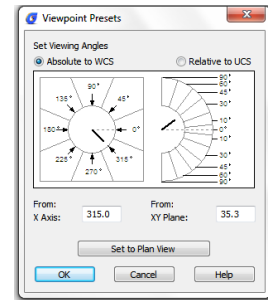 Viewpoint Presets
Set Viewing Angles
Absolute to WCS
Relative to UCS
90°
135°
45°
180°
0°
225°
315°
270°
90°
60°
45°
30°
10°
0°
10°
30°
45°
60°
90°
From:
X Axis:
315.0
From:
XY Plane:
35.3
Set to Plan View
OK
Cancel
Help